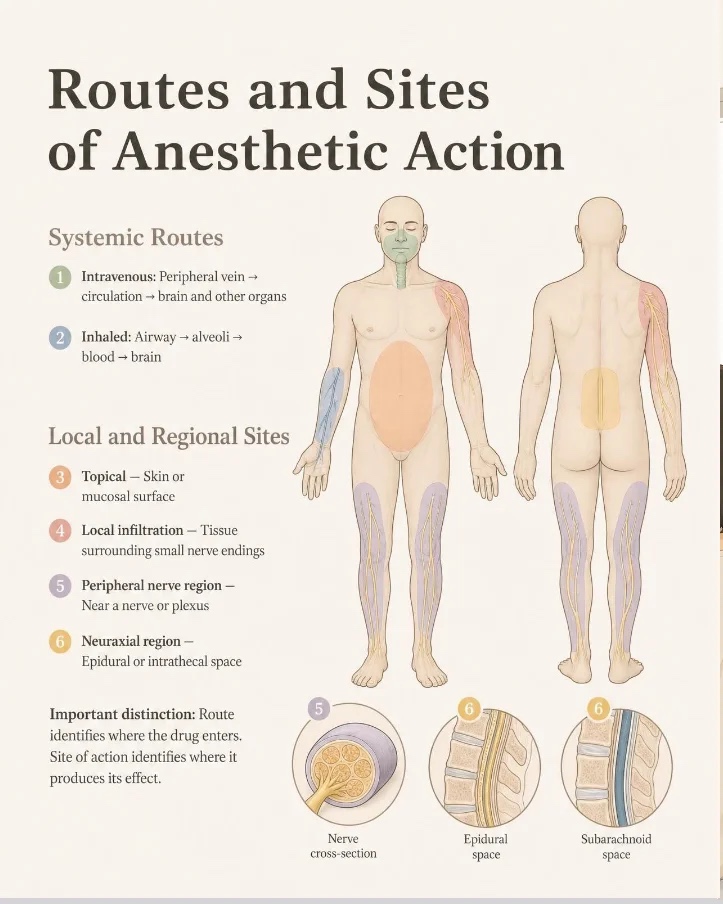 Routes and Sites
of Anesthetic Action
Systemic Routes
1
Intravenous: Peripheral vein →
circulation → brain and other organs
2
Inhaled: Airway → alveoli →
blood → brain
Local and Regional Sites
3
Topical — Skin or
mucosal surface
4
Local infiltration — Tissue
surrounding small nerve endings
5
Peripheral nerve region —
Near a nerve or plexus
6
Neuraxial region —
Epidural or intrathecal space
Important distinction: Route
identifies where the drug enters.
Site of action identifies where it
produces its effect.
5
Nerve
cross-section
6
Epidural
space
6
Subarachnoid
space